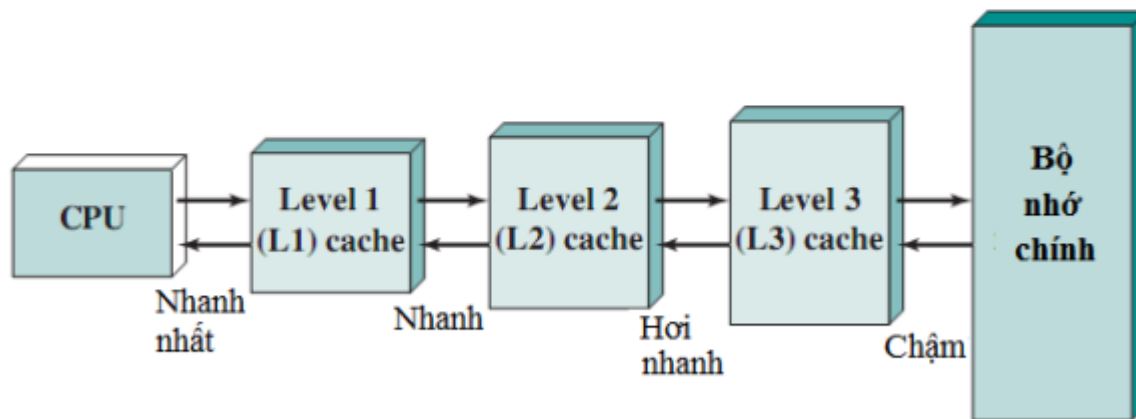 CPU
Level 1
(L1) cache
Level 2
(L2) cache
Level 3
(L3) cache
Bộ
nhớ
chính
Nhanh
nhất
Nhanh
Hơi
nhanh
Chậm